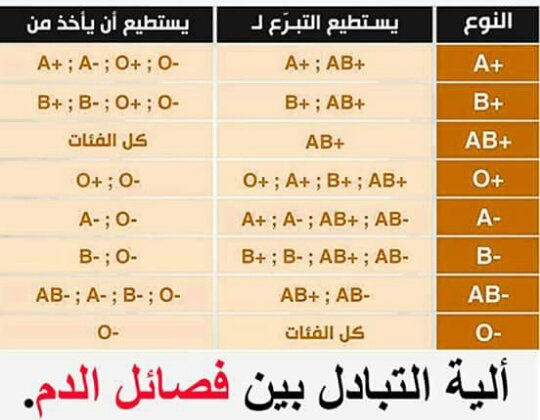 النوع يستطيع التبرّع لـ يستطيع أن يأخذ من
A+ A+ ; AB+ A+ ; A- ; O+ ; O-
B+ B+ ; AB+ B+ ; B- ; O+ ; O-
AB+ AB+ كل الفئات
O+ O+ ; A+ ; B+ ; AB+ O+ ; O-
A- A+ ; A- ; AB+ ; AB- A- ; O-
B- B+ ; B- ; AB+ ; AB- B- ; O-
AB- AB+ ; AB- AB- ; A- ; B- ; O-
O- كل الفئات O-
ألية التبادل بين فصائل الدم.